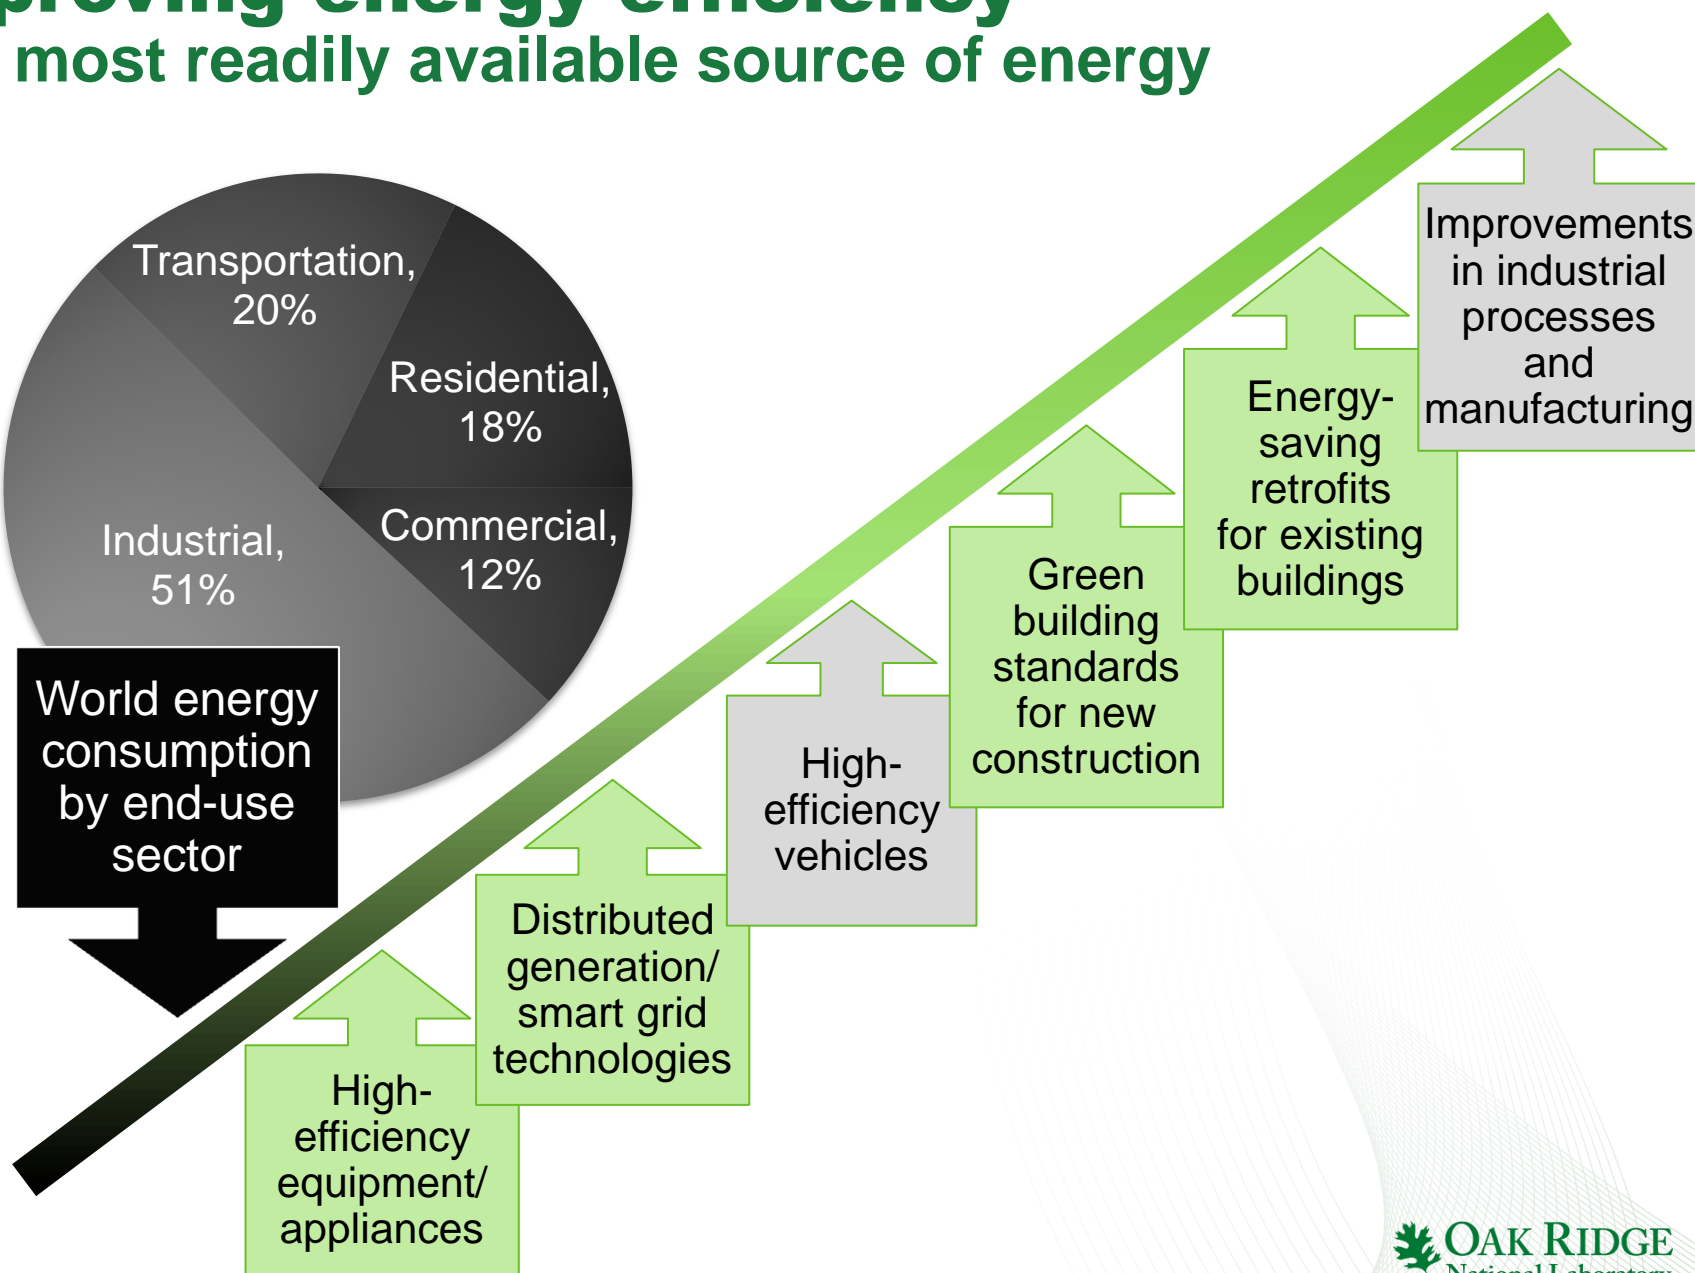 most readily available source of energy
Transportation,
20%
Residential,
18%
Industrial,
51%
Commercial,
12%
World energy
consumption
by end-use
sector
High-
efficiency
equipment/
appliances
Distributed
generation/
smart grid
technologies
High-
efficiency
vehicles
Green
building
standards
for new
construction
Energy-
saving
retrofits
for existing
buildings
Improvements
in industrial
processes
and
manufacturing
OAK RIDGE
National Laboratory